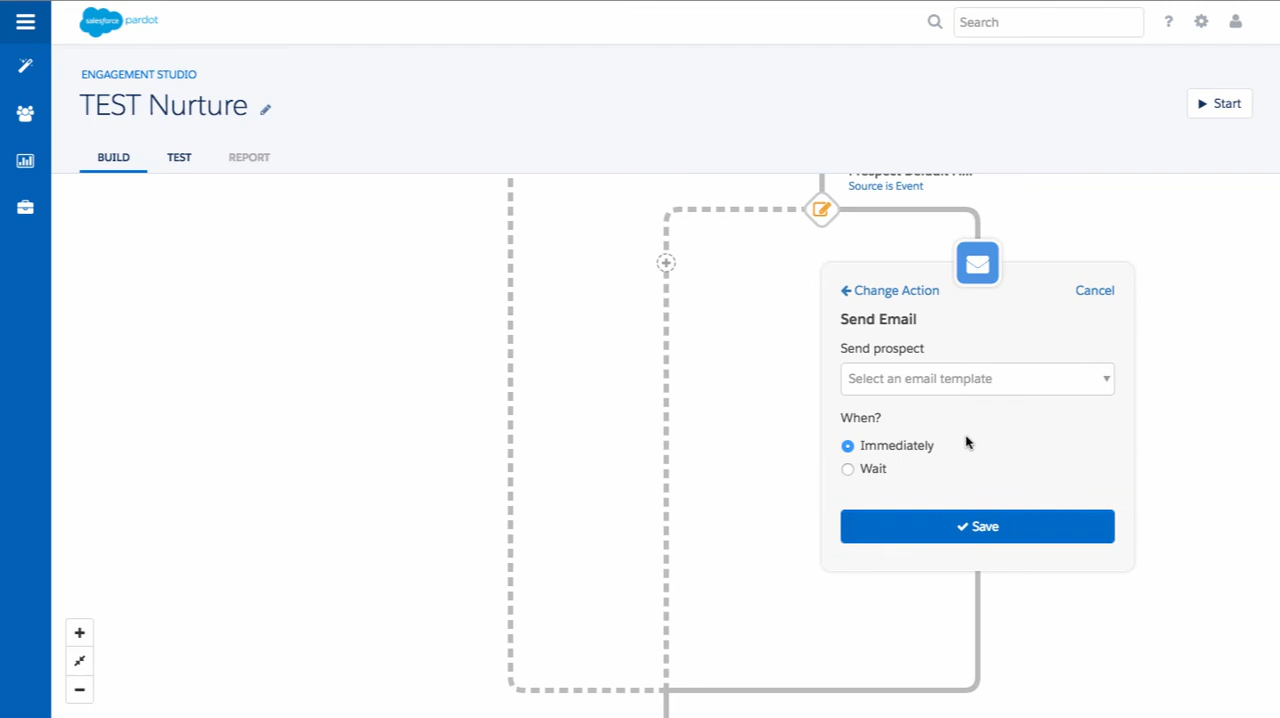 salesforce pardot
Search
?
ENGAGEMENT STUDIO
TEST Nurture
Start
BUILD TEST REPORT
Source is Event
Change Action Cancel
Send Email
Send prospect
Select an email template
When?
Immediately
Wait
Save